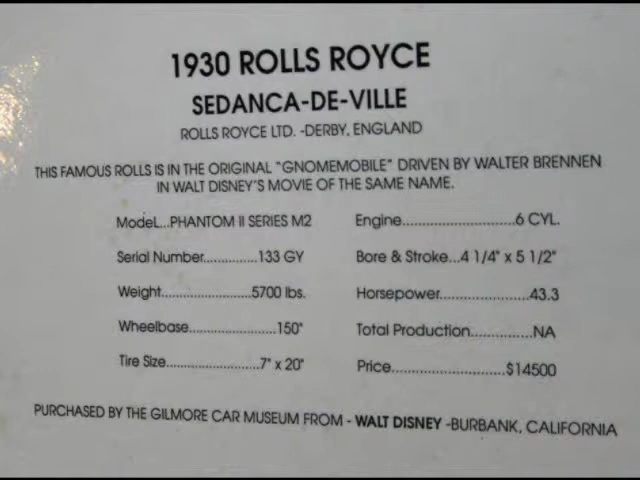 1930 ROLLS ROYCE
SEDANCA-DE-VILLE
ROLLS ROYCE LTD. -DERBY, ENGLAND
THIS FAMOUS ROLLS IS IN THE ORIGINAL "GNOMEMOBILE" DRIVEN BY WALTER BRENNEN
IN WALT DISNEY'S MOVIE OF THE SAME NAME.
ModeL...PHANTOM II SERIES M2
Serial Number..............133 GY
Weight.......................5700 lbs.
Wheelbase......................150"
Tire Size.......................7" x 20"
Engine............................6 CYL.
Bore & Stroke...4 1/4" x 5 1/2"
Horsepower......................43.3
Total Production...............NA
Price............................$14500
PURCHASED BY THE GILMORE CAR MUSEUM FROM - WALT DISNEY -BURBANK, CALIFORNIA